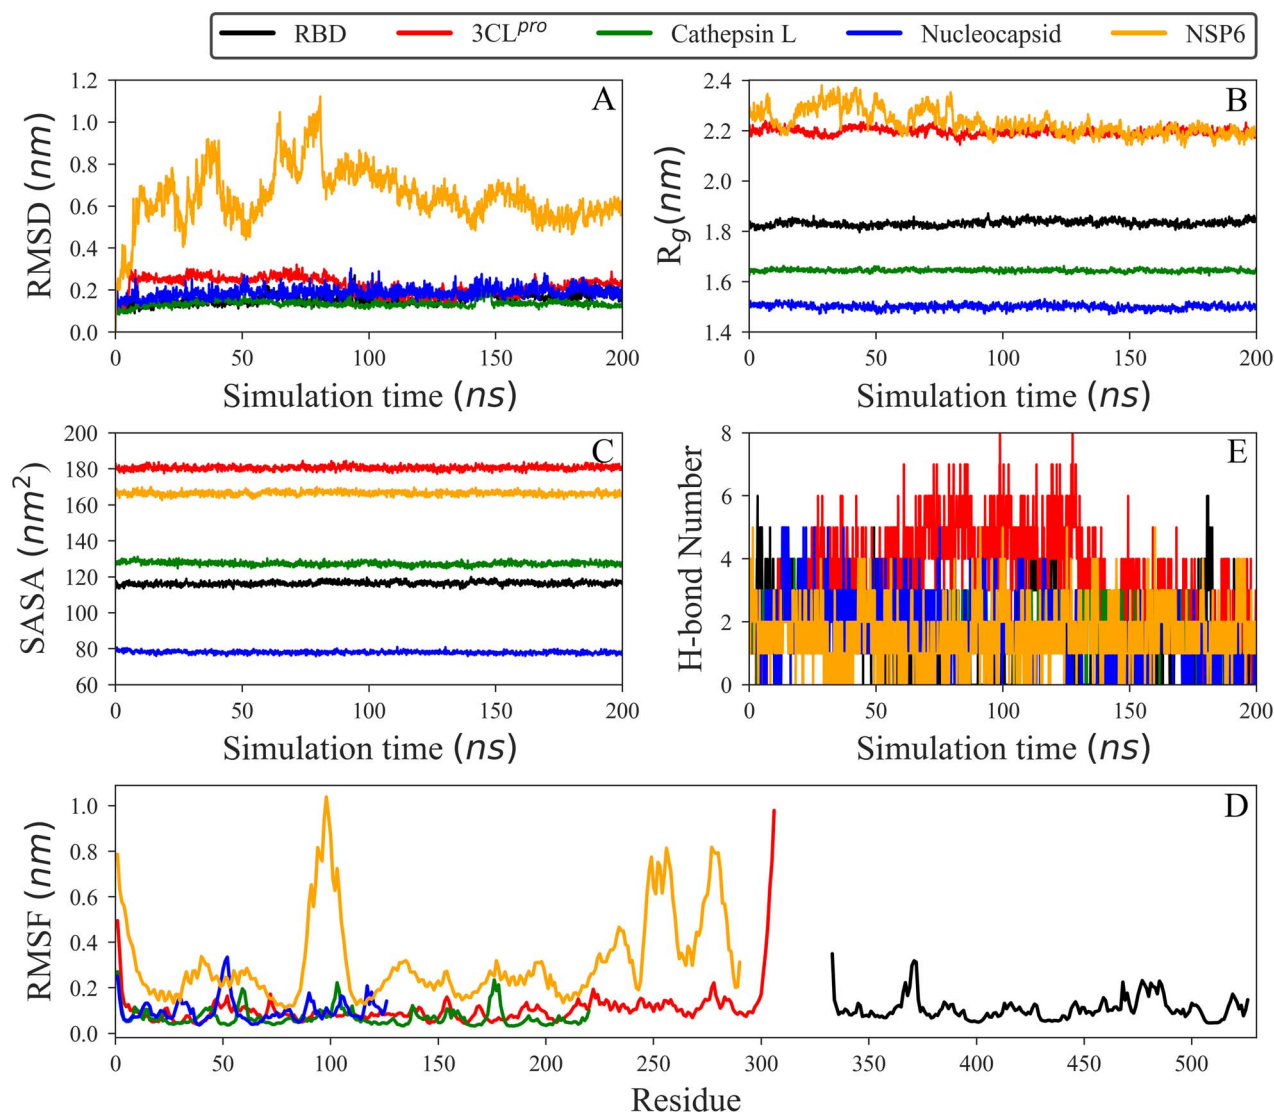 RBD 3CL^pro Cathepsin L Nucleocapsid NSP6
A
RMSD (nm)
1.2
1.0
0.8
0.6
0.4
0.2
0.0
0 50 100 150 200
Simulation time (ns)
B
R_g(nm)
2.4
2.2
2.0
1.8
1.6
1.4
0 50 100 150 200
Simulation time (ns)
C
SASA (nm²)
200
180
160
140
120
100
80
60
0 50 100 150 200
Simulation time (ns)
E
H-bond Number
8
6
4
2
0
0 50 100 150 200
Simulation time (ns)
D
RMSF (nm)
1.0
0.8
0.6
0.4
0.2
0.0
0 50 100 150 200 250 300 350 400 450 500
Residue